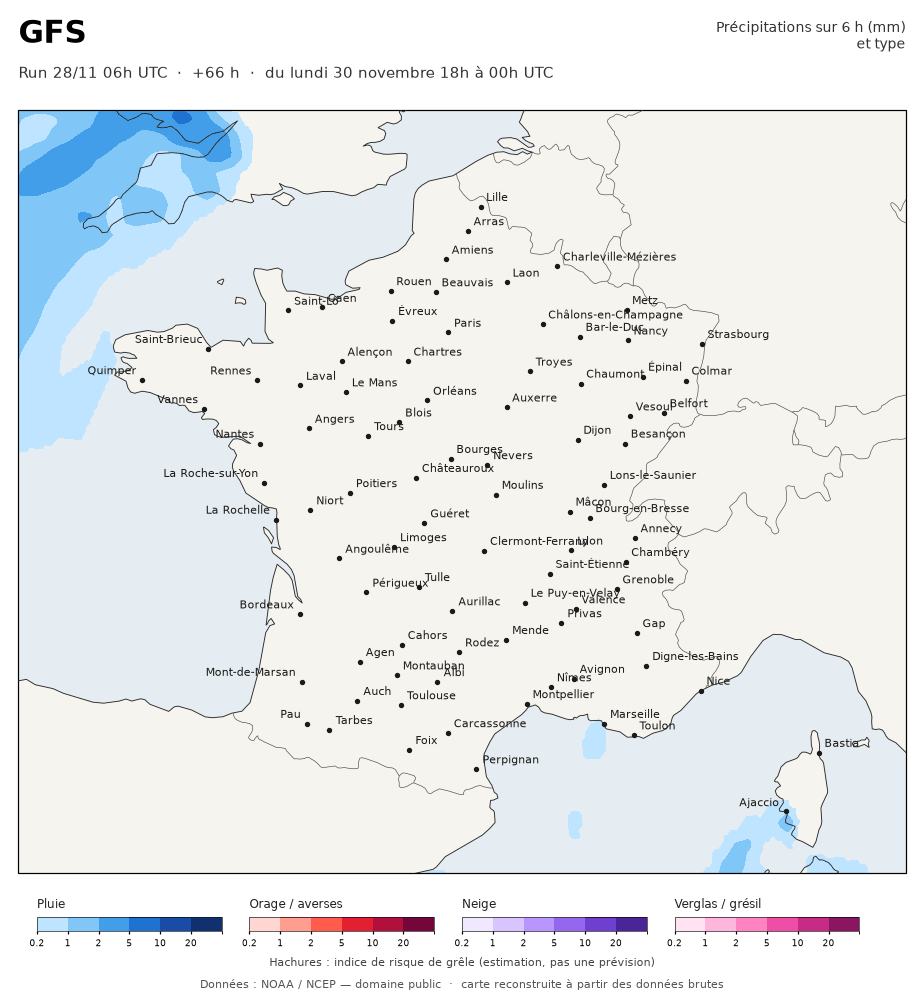 GFS
Précipitations sur 6 h (mm)
et type
Run 28/11 06h UTC · +66 h · du lundi 30 novembre 18h à 00h UTC
Lille
Arras
Amiens
Charleville-Mézières
Laon
Rouen
Beauvais
Saint-Lô
Caen
Metz
Évreux
Châlons-en-Champagne
Paris
Bar-le-Duc
Nancy
Strasbourg
Saint-Brieuc
Alençon
Chartres
Troyes
Quimper
Rennes
Laval
Le Mans
Chaumont
Épinal
Colmar
Orléans
Vannes
Auxerre
Vesoul
Belfort
Blois
Angers
Tours
Nantes
Dijon
Besançon
Bourges
Nevers
La Roche-sur-Yon
Châteauroux
Lons-le-Saunier
Poitiers
Moulins
Niort
La Rochelle
Mâcon
Bourg-en-Bresse
Guéret
Annecy
Limoges
Clermont-Ferrand
Lyon
Angoulême
Chambéry
Saint-Étienne
Périgueux
Tulle
Grenoble
Le Puy-en-Velay
Valence
Bordeaux
Aurillac
Privas
Gap
Cahors
Rodez
Mende
Agen
Digne-les-Bains
Mont-de-Marsan
Montauban
Albi
Nîmes
Avignon
Nice
Auch
Toulouse
Montpellier
Pau
Tarbes
Carcassonne
Marseille
Toulon
Foix
Bastia
Perpignan
Ajaccio
Pluie
Orage / averses
Neige
Verglas / grésil
0.2 1 2 5 10 20
0.2 1 2 5 10 20
0.2 1 2 5 10 20
0.2 1 2 5 10 20
Hachures : indice de risque de grêle (estimation, pas une prévision)
Données : NOAA / NCEP — domaine public · carte reconstruite à partir des données brutes